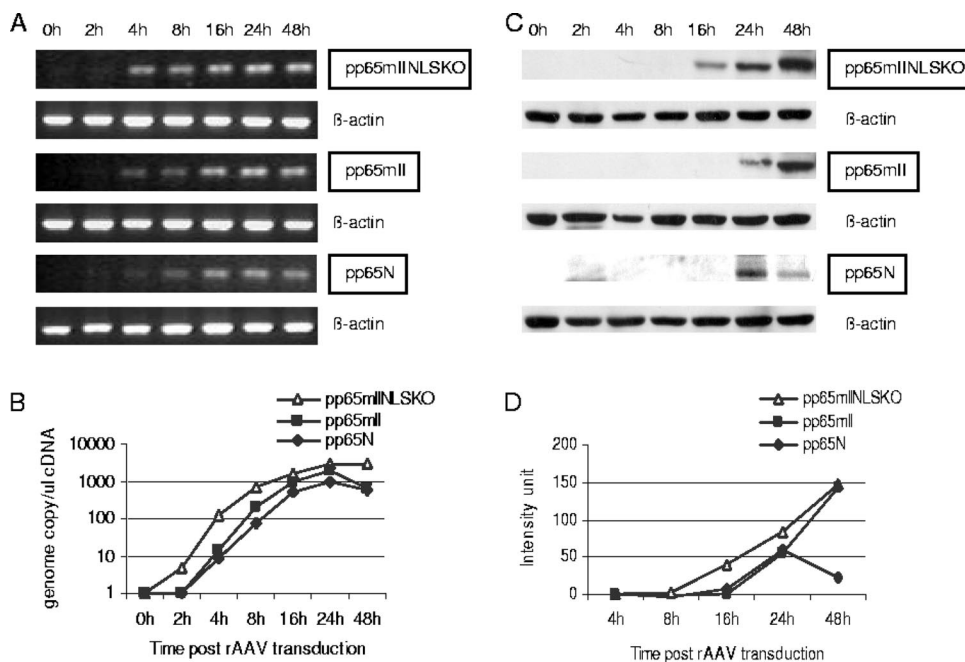 A
0h 2h 4h 8h 16h 24h 48h
pp65mIINLSKO
ß-actin
pp65mII
ß-actin
pp65N
ß-actin
C
0h 2h 4h 8h 16h 24h 48h
pp65mIINLSKO
ß-actin
pp65mII
ß-actin
pp65N
ß-actin
B
pp65mIINLSKO
pp65mII
pp65N
genome copy/ul cDNA
10000
1000
100
10
1
0h 2h 4h 8h 16h 24h 48h
Time post rAAV transduction
D
pp65mIINLSKO
pp65mII
pp65N
Intensity unit
200
150
100
50
0
4h 8h 16h 24h 48h
Time post rAAV transduction